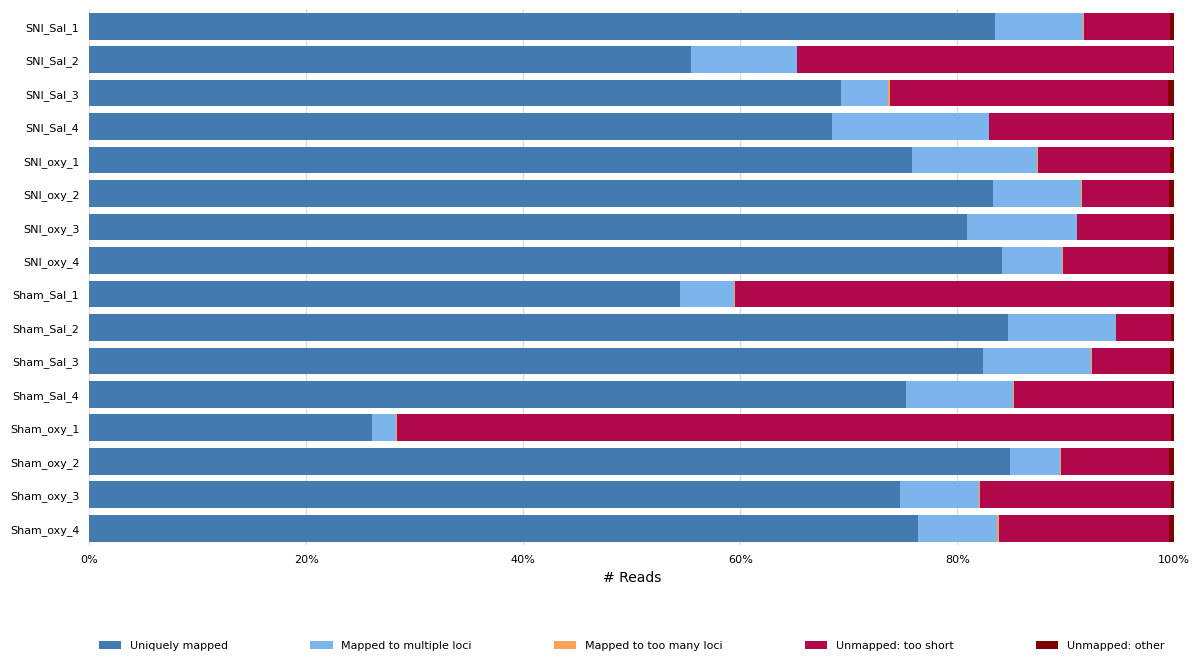 SNI_Sal_1
SNI_Sal_2
SNI_Sal_3
SNI_Sal_4
SNI_oxy_1
SNI_oxy_2
SNI_oxy_3
SNI_oxy_4
Sham_Sal_1
Sham_Sal_2
Sham_Sal_3
Sham_Sal_4
Sham_oxy_1
Sham_oxy_2
Sham_oxy_3
Sham_oxy_4
0% 20% 40% 60% 80% 100%
# Reads
Uniquely mapped Mapped to multiple loci Mapped to too many loci Unmapped: too short Unmapped: other